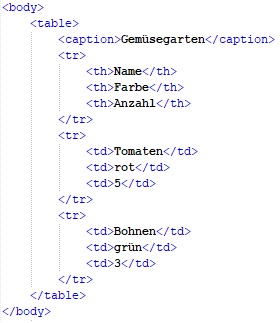 <body>
<table>
<caption>Gemüsegarten</caption>
<tr>
<th>Name</th>
<th>Farbe</th>
<th>Anzahl</th>
</tr>
<tr>
<td>Tomaten</td>
<td>rot</td>
<td>5</td>
</tr>
<tr>
<td>Bohnen</td>
<td>grün</td>
<td>3</td>
</tr>
</table>
</body>